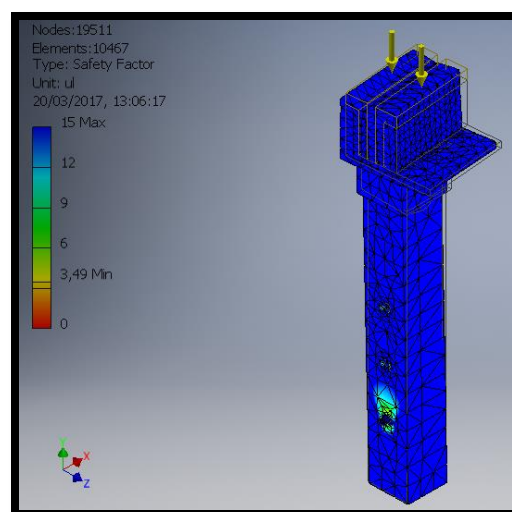 Nodes:19511
Elements:10467
Type: Safety Factor
Unit: ul
20/03/2017, 13:06:17
15 Max
12
9
6
3,49 Min
0
Y
X
Z